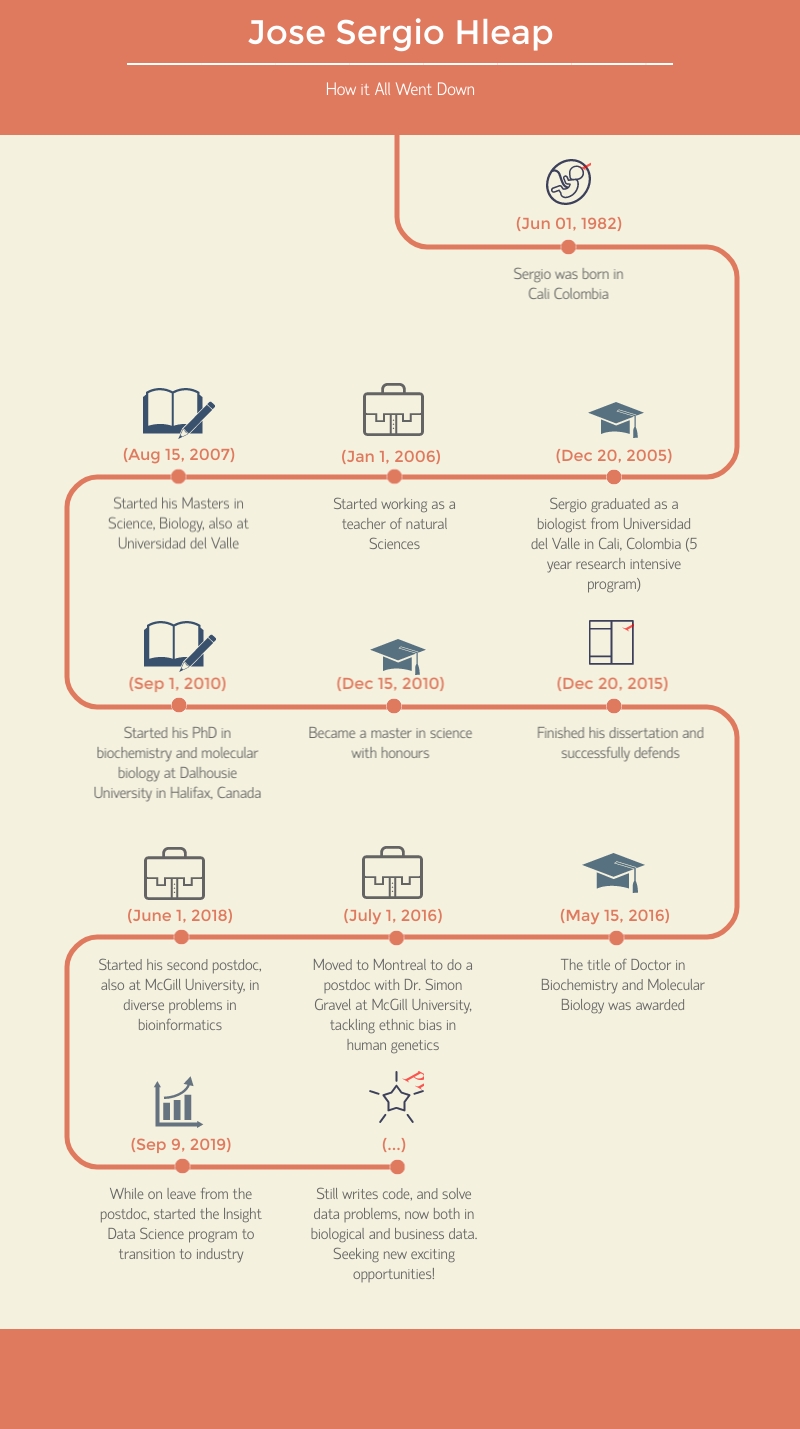 Jose Sergio Hleap
How it All Went Down
(Jun 01, 1982)
Sergio was born in
Cali Colombia
(Dec 20, 2005)
Sergio graduated as a
biologist from Universidad
del Valle in Cali, Colombia (5
year research intensive
program)
(Jan 1, 2006)
Started working as a
teacher of natural
Sciences
(Aug 15, 2007)
Started his Masters in
Science, Biology, also at
Universidad del Valle
(Sep 1, 2010)
Started his PhD in
biochemistry and molecular
biology at Dalhousie
University in Halifax, Canada
(Dec 15, 2010)
Became a master in science
with honours
(Dec 20, 2015)
Finished his dissertation and
successfully defends
(May 15, 2016)
The title of Doctor in
Biochemistry and Molecular
Biology was awarded
(July 1, 2016)
Moved to Montreal to do a
postdoc with Dr. Simon
Gravel at McGill University,
tackling ethnic bias in
human genetics
(June 1, 2018)
Started his second postdoc,
also at McGill University, in
diverse problems in
bioinformatics
(Sep 9, 2019)
While on leave from the
postdoc, started the Insight
Data Science program to
transition to industry
(...)
Still writes code, and solve
data problems, now both in
biological and business data.
Seeking new exciting
opportunities!